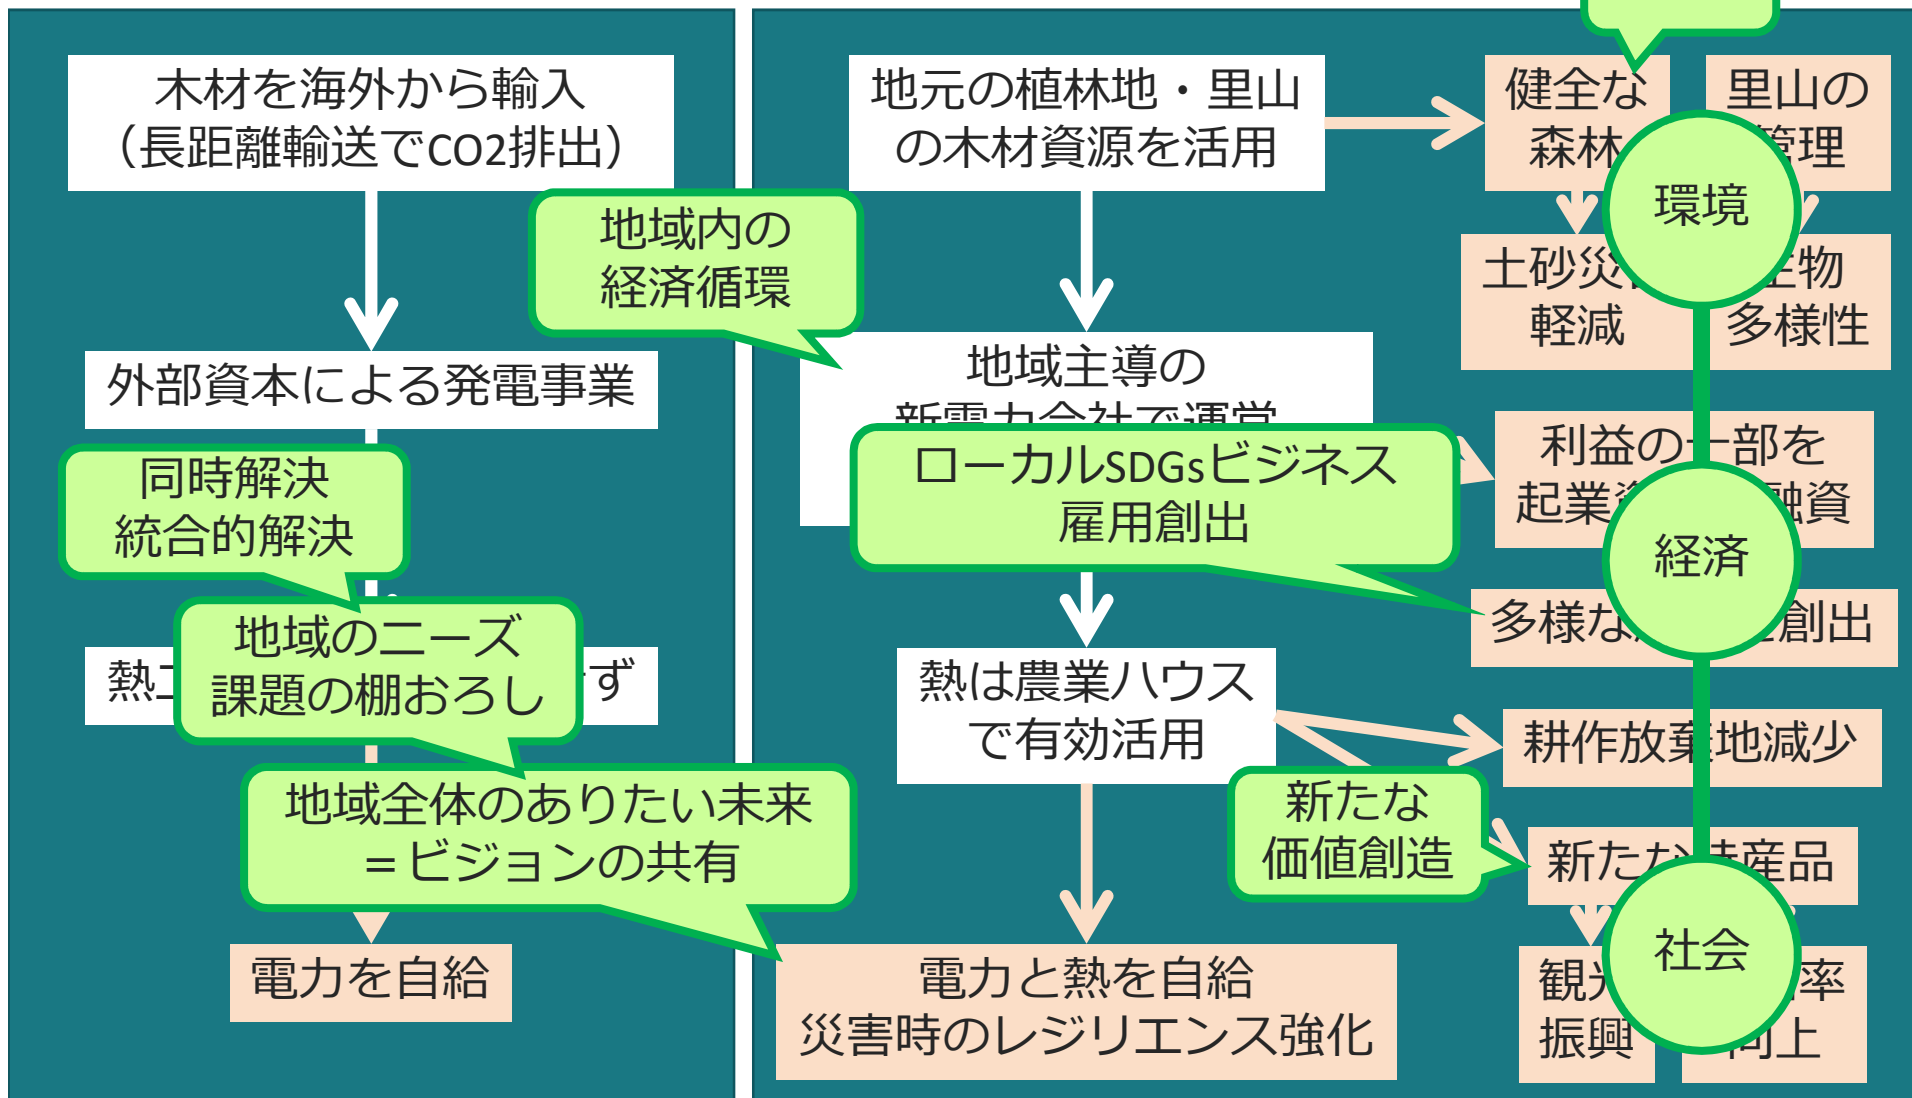 木材を海外から輸入
（長距離輸送でCO2排出）
外部資本による発電事業
同時解決
統合的解決
地域のニーズ
課題の棚おろし
地域全体のありたい未来
＝ビジョンの共有
電力を自給
地域内の
経済循環
地元の植林地・里山
の木材資源を活用
地域主導の
新電力会社で運営
ローカルSDGsビジネス
雇用創出
熱は農業ハウス
で有効活用
電力と熱を自給
災害時のレジリエンス強化
新たな
価値創造
健全な
森林
里山の
管理
環境
土砂災
軽減
生物
多様性
利益の一部を
起業 融資
経済
多様な 創出
耕作放棄地減少
新たな特産品
社会
観光
振興
率
向上